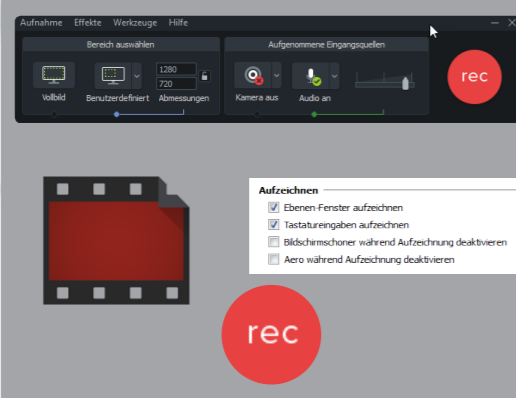 Aufnahme Effekte Werkzeuge Hilfe
Bereich auswählen
Aufgenommene Eingangsquellen
1280
720
rec
Vollbild
Benutzerdefiniert
Abmessungen
Kamera aus
Audio an
Aufzeichnen
Ebenen-Fenster aufzeichnen
Tastatureingaben aufzeichnen
Bildschirmschoner während Aufzeichnung deaktivieren
Aero während Aufzeichnung deaktivieren
rec